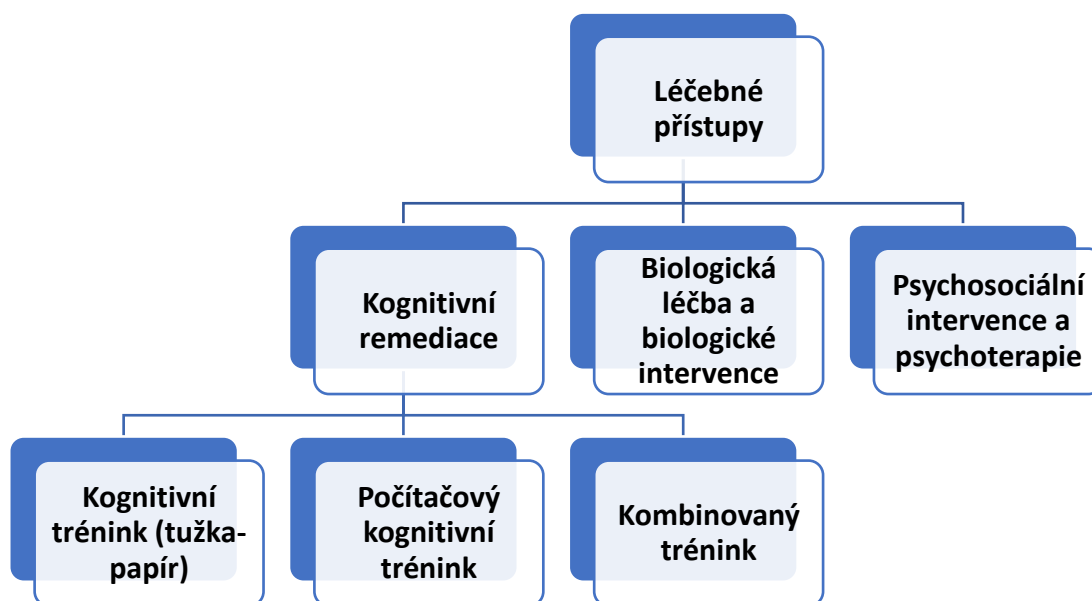 Léčebné
přístupy
Kognitivní
remediace
Biologická
léčba a
biologické
intervence
Psychosociální
intervence a
psychoterapie
Kognitivní
trénink (tužka-
papír)
Počítačový
kognitivní
trénink
Kombinovaný
trénink